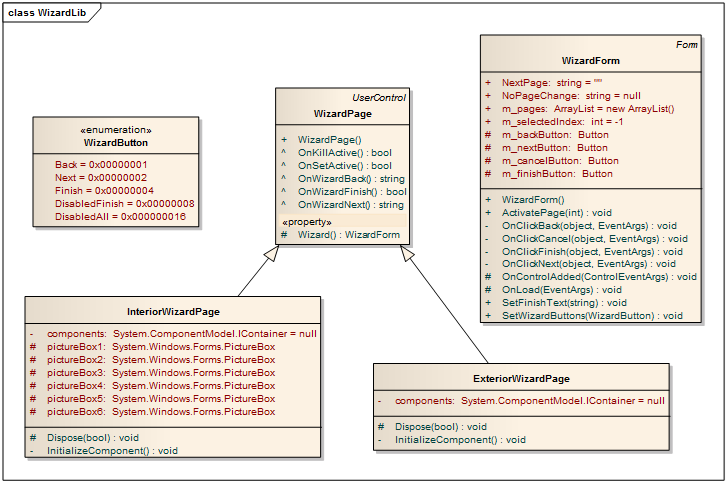 class WizardLib
«enumeration»
WizardButton
Back = 0x00000001
Next = 0x00000002
Finish = 0x00000004
DisabledFinish = 0x00000008
DisabledAll = 0x000000016
UserControl
WizardPage
+ WizardPage()
^ OnKillActive() : bool
^ OnSetActive() : bool
^ OnWizardBack() : string
^ OnWizardFinish() : bool
^ OnWizardNext() : string
«property»
# Wizard() : WizardForm
Form
WizardForm
+ NextPage: string = ""
+ NoPageChange: string = null
+ m_pages: ArrayList = new ArrayList()
+ m_selectedIndex: int = -1
# m_backButton: Button
# m_nextButton: Button
# m_cancelButton: Button
# m_finishButton: Button
+ WizardForm()
+ ActivatePage(int) : void
- OnClickBack(object, EventArgs) : void
- OnClickCancel(object, EventArgs) : void
- OnClickFinish(object, EventArgs) : void
- OnClickNext(object, EventArgs) : void
# OnControlAdded(ControlEventArgs) : void
# OnLoad(EventArgs) : void
+ SetFinishText(string) : void
+ SetWizardButtons(WizardButton) : void
InteriorWizardPage
- components: System.ComponentModel.IContainer = null
# pictureBox1: System.Windows.Forms.PictureBox
# pictureBox2: System.Windows.Forms.PictureBox
# pictureBox3: System.Windows.Forms.PictureBox
# pictureBox4: System.Windows.Forms.PictureBox
# pictureBox5: System.Windows.Forms.PictureBox
# pictureBox6: System.Windows.Forms.PictureBox
# Dispose(bool) : void
- InitializeComponent() : void
ExteriorWizardPage
- components: System.ComponentModel.IContainer = null
# Dispose(bool) : void
- InitializeComponent() : void